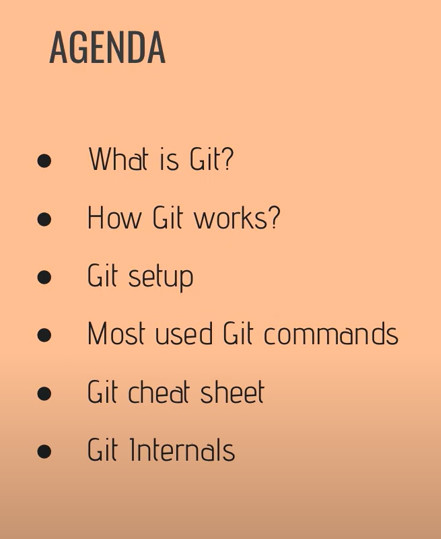 AGENDA
● What is Git?
● How Git works?
● Git setup
● Most used Git commands
● Git cheat sheet
● Git Internals